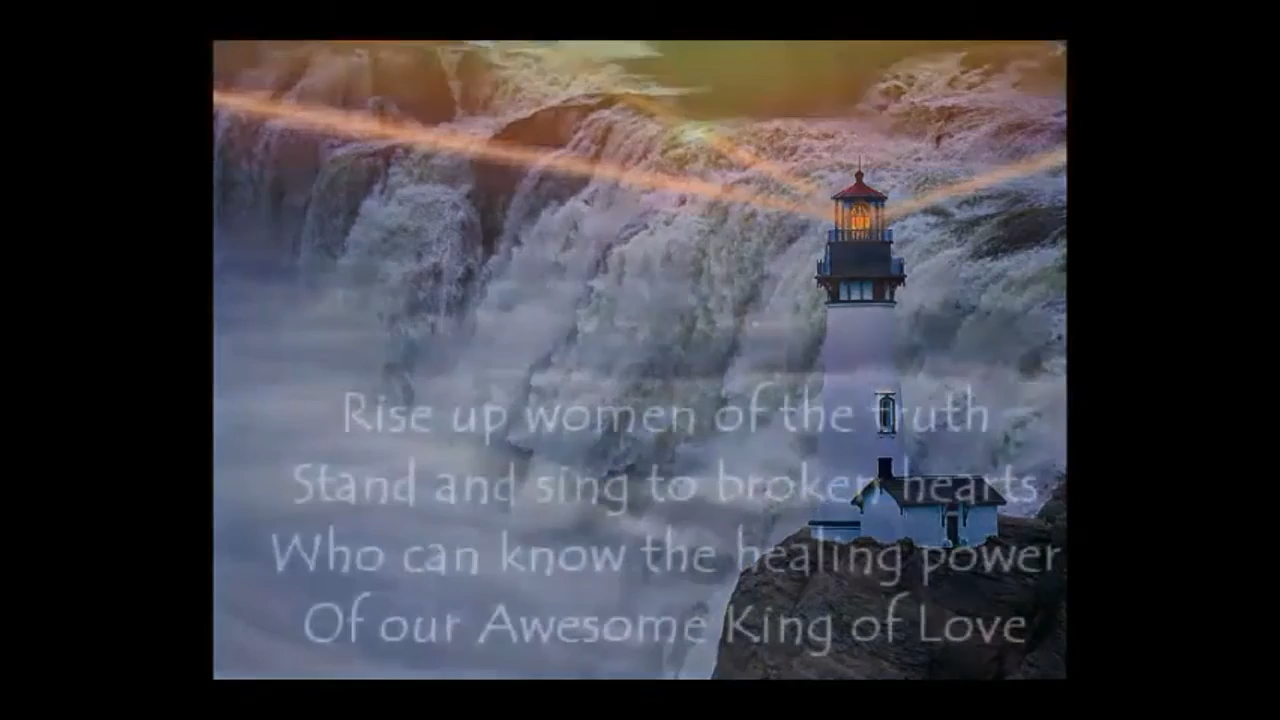 Rise up women of the truth
Stand and sing to broken hearts
Who can know the healing power
Of our Awesome King of Love